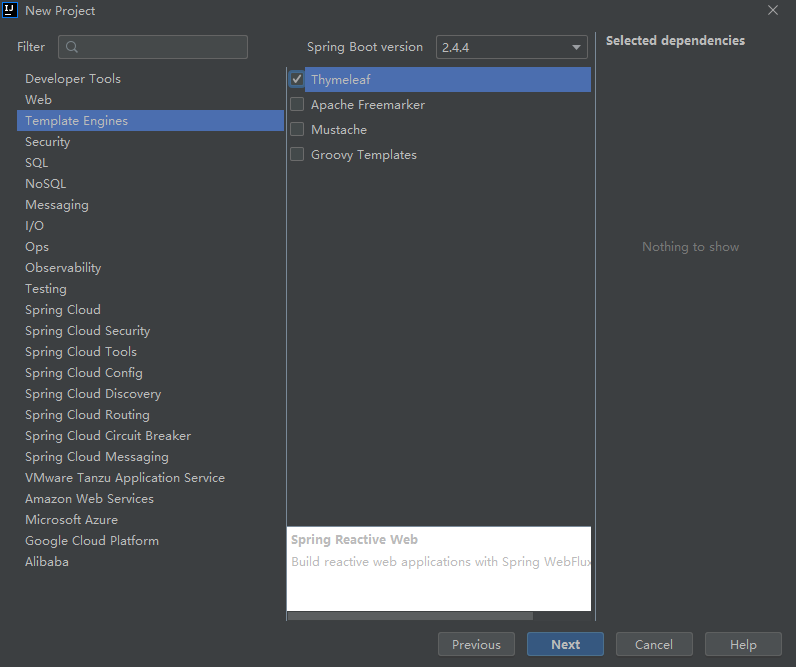 IJ New Project
Filter
Spring Boot version 2.4.4
Selected dependencies
Developer Tools
Web
Template Engines
Security
SQL
NoSQL
Messaging
I/O
Ops
Observability
Testing
Spring Cloud
Spring Cloud Security
Spring Cloud Tools
Spring Cloud Config
Spring Cloud Discovery
Spring Cloud Routing
Spring Cloud Circuit Breaker
Spring Cloud Messaging
VMware Tanzu Application Service
Amazon Web Services
Microsoft Azure
Google Cloud Platform
Alibaba
Thymeleaf
Apache Freemarker
Mustache
Groovy Templates
Spring Reactive Web
Build reactive web applications with Spring WebFlux
Nothing to show
Previous
Next
Cancel
Help